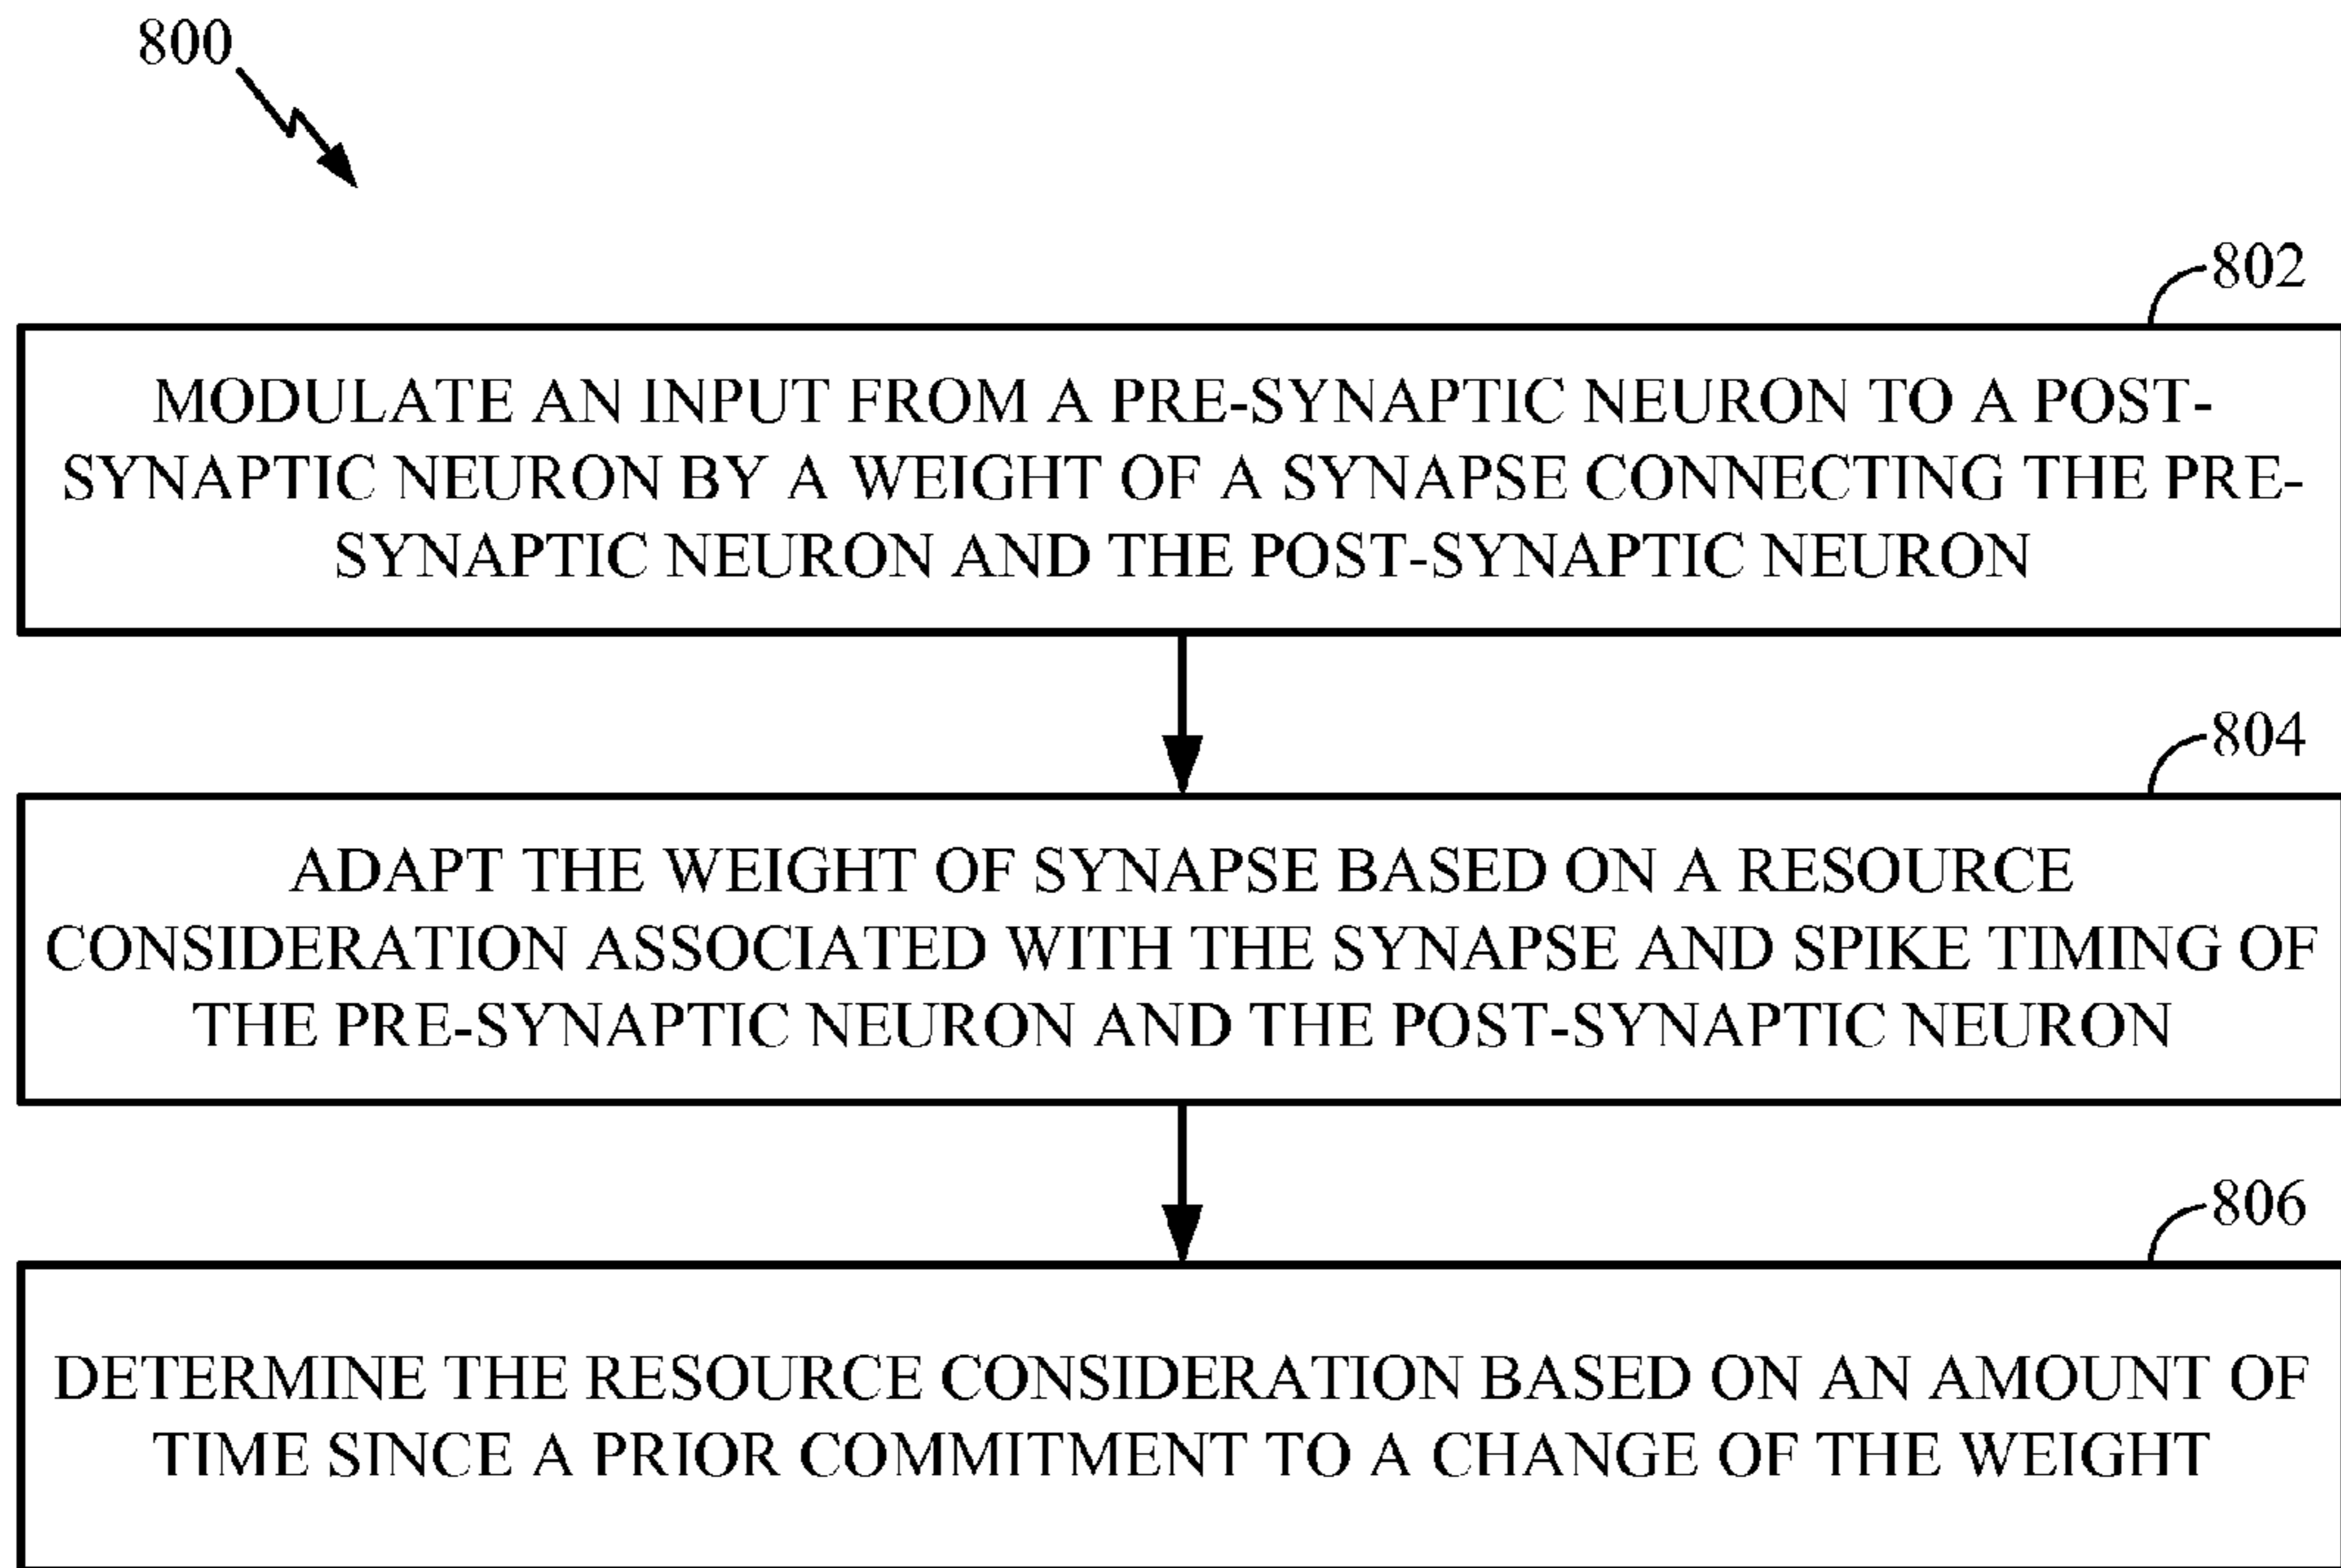 800
802
MODULATE AN INPUT FROM A PRE-SYNAPTIC NEURON TO A POST-
SYNAPTIC NEURON BY A WEIGHT OF A SYNAPSE CONNECTING THE PRE-
SYNAPTIC NEURON AND THE POST-SYNAPTIC NEURON
804
ADAPT THE WEIGHT OF SYNAPSE BASED ON A RESOURCE
CONSIDERATION ASSOCIATED WITH THE SYNAPSE AND SPIKE TIMING OF
THE PRE-SYNAPTIC NEURON AND THE POST-SYNAPTIC NEURON
806
DETERMINE THE RESOURCE CONSIDERATION BASED ON AN AMOUNT OF
TIME SINCE A PRIOR COMMITMENT TO A CHANGE OF THE WEIGHT